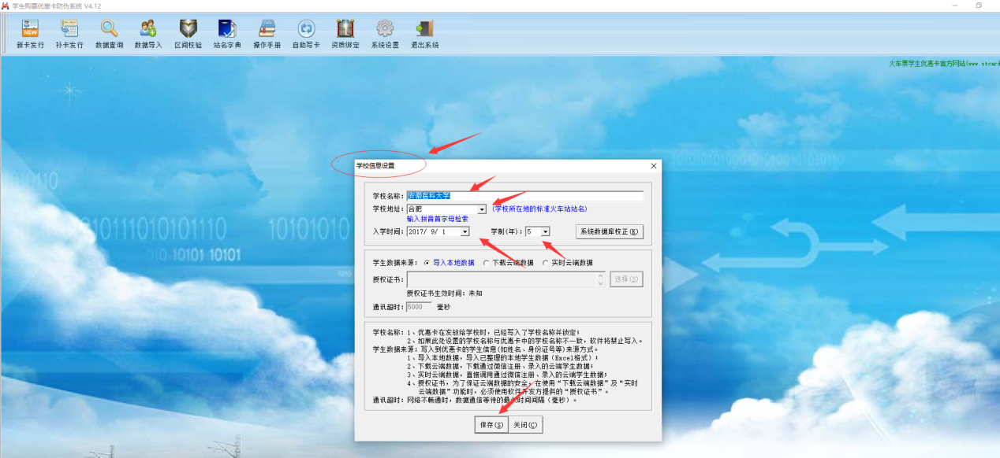 学生购票优惠卡防伪系统 V4.12
新卡发行 补卡发行 数据查询 数据导入 区间校验 站名字典 操作手册 自助写卡 资质绑定 系统设置 退出系统
火车票学生优惠卡官方网站(www.stcard
学校信息设置
学校名称: 安徽医科大学
学校地址: 合肥 (学校所在地的标准火车站站名)
输入拼音首字母检索
入学时间: 2017/ 9/ 1 学制(年): 5 系统数据库校正(K)
学生数据来源: 导入本地数据 下载云端数据 实时云端数据
授权证书: 选择(S)
授权证书生效时间: 未知
通讯超时: 5000 毫秒
学校名称: 1、优惠卡在发放给学校时, 已经写入了学校名称并锁定;
2、如果此处设置的学校名称与优惠卡中的学校名称不一致, 软件将禁止写入。
学生数据来源: 写入到优惠卡的学生信息(如姓名、身份证号等)来源方式。
1、导入本地数据, 导入已整理的本地学生数据 (Excel格式) ;
2、下载云端数据, 下载通过微信注册、录入的云端学生数据;
3、实时云端数据, 直接调用通过微信注册、录入的云端学生数据;
4、授权证书, 为了保证云端数据的安全, 在使用“下载云端数据”及“实时
云端数据”功能时, 必须使用软件开发方提供的“授权证书”。
通讯超时: 网络不畅通时, 数据通信等待的最大时间间隔 (毫秒) 。
保存(S) 关闭(C)